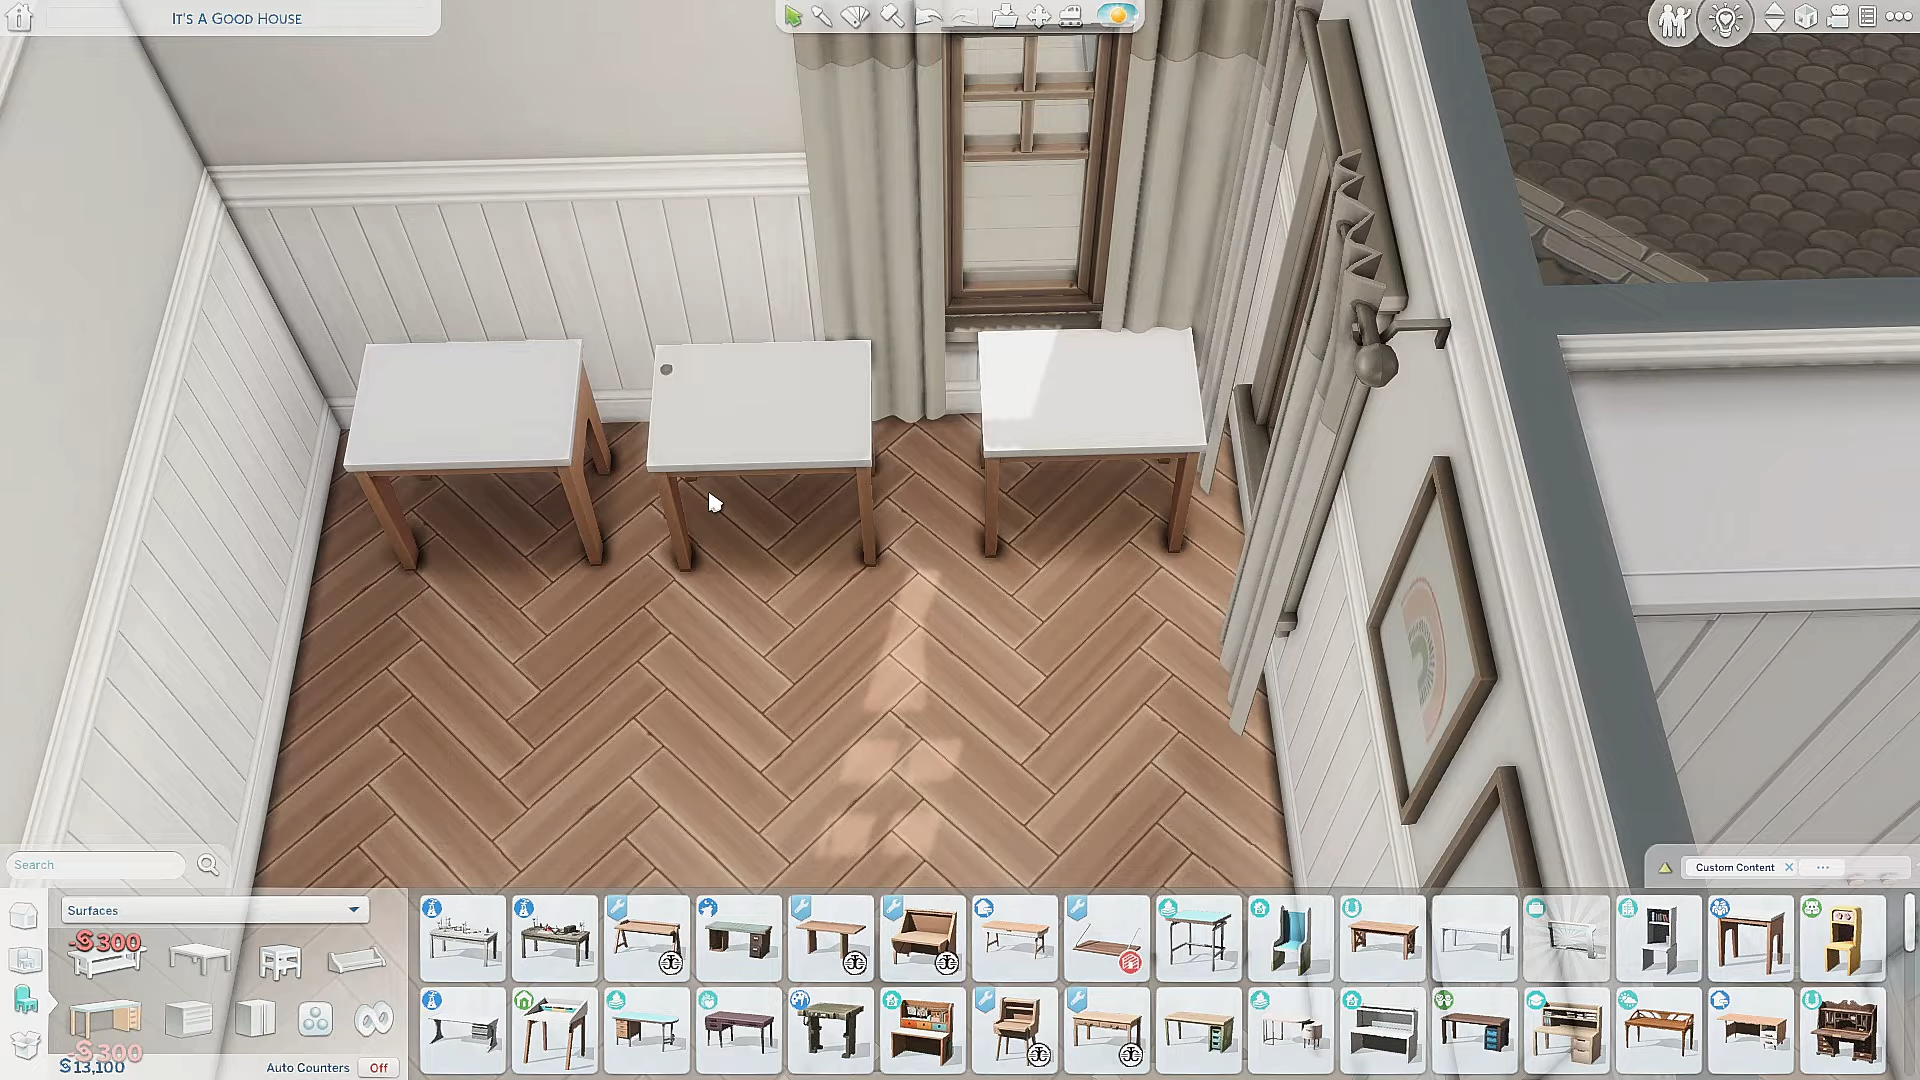 IT'S A GOOD HOUSE
Search
Custom Content
Surfaces
-§300
-§300
§13,100
Auto Counters
Off